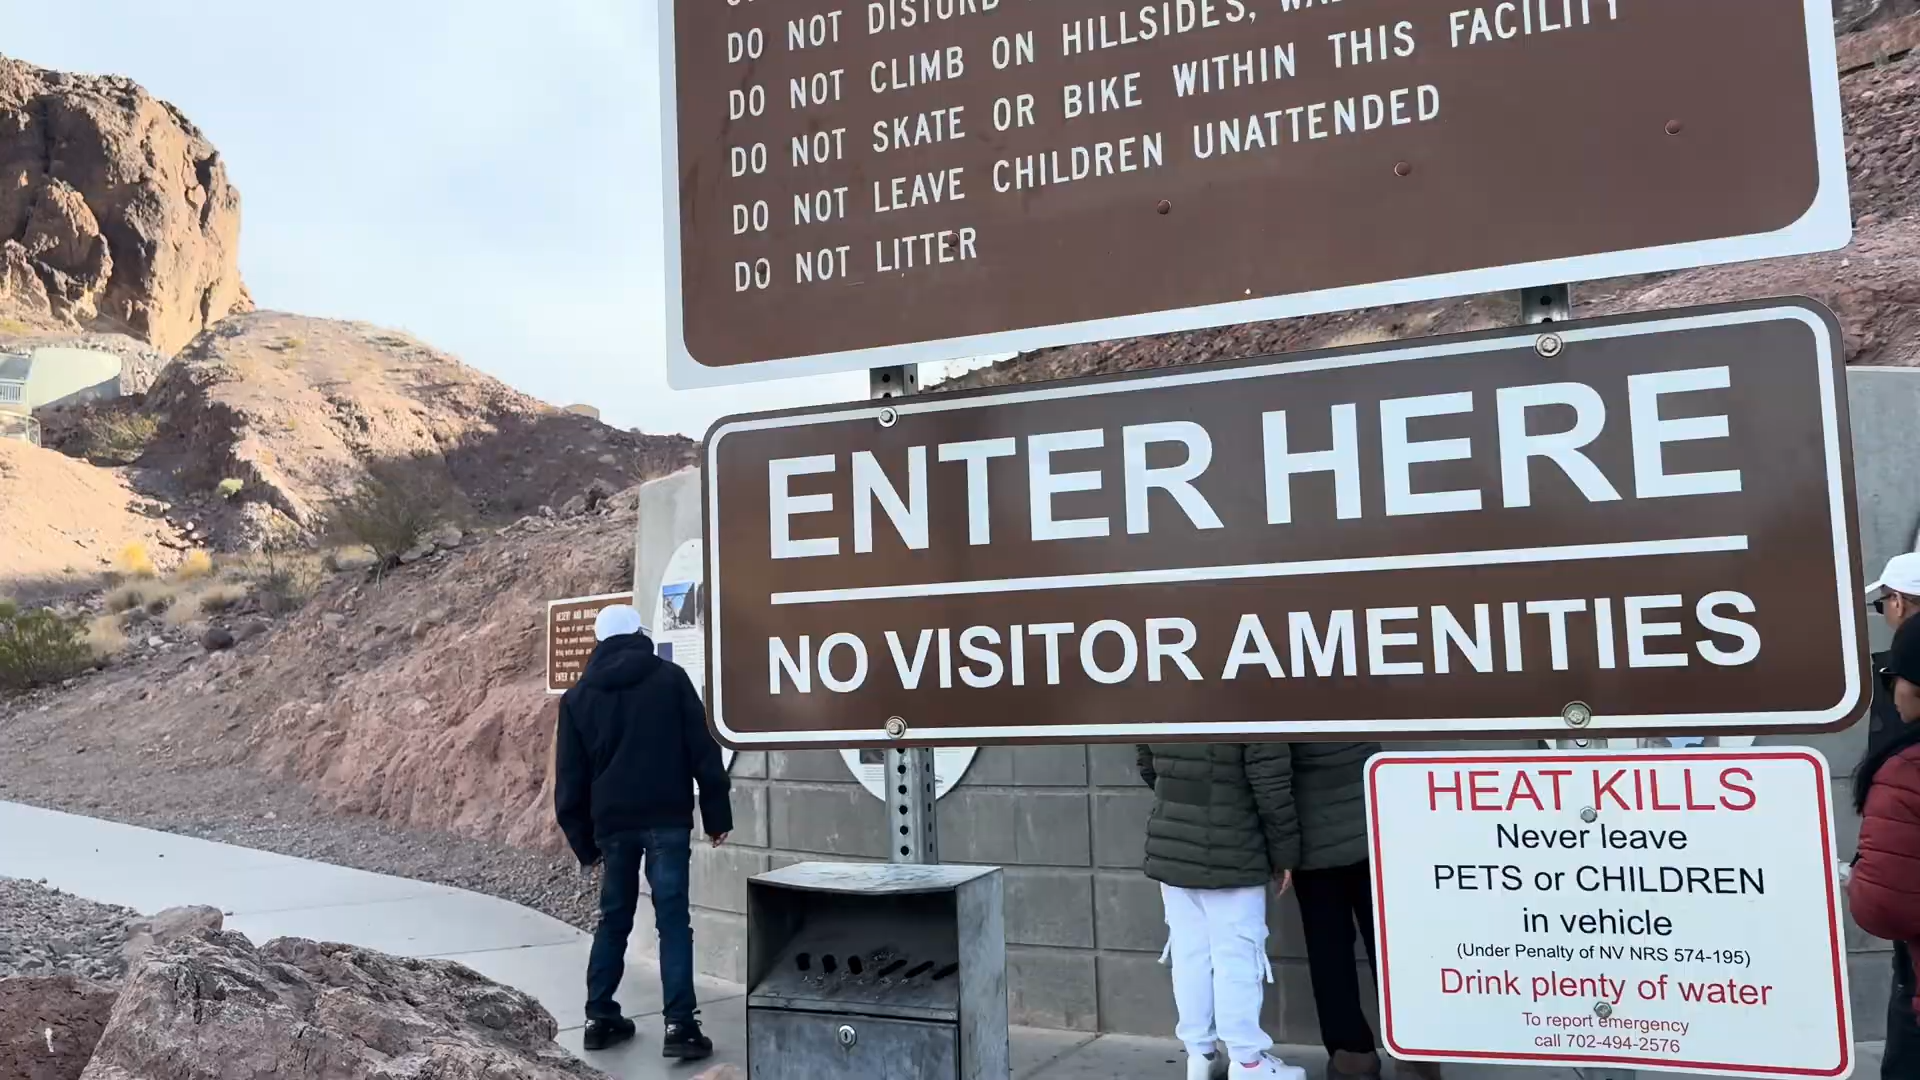 DO NOT DISTURB
DO NOT CLIMB ON HILLSIDES,
DO NOT SKATE OR BIKE WITHIN THIS FACILITY
DO NOT LEAVE CHILDREN UNATTENDED
DO NOT LITTER
ENTER HERE
NO VISITOR AMENITIES
HEAT KILLS
Never leave
PETS or CHILDREN
in vehicle
(Under Penalty of NV NRS 574-195)
Drink plenty of water
To report emergency
call 702-494-2576